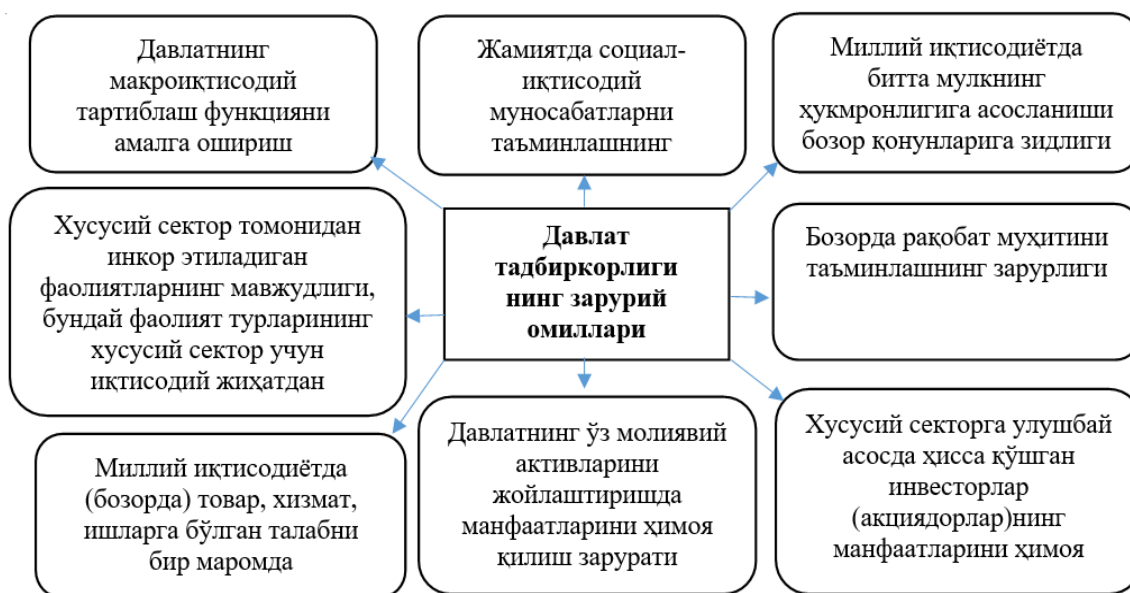 Давлатнинг
макроиқтисодий
тартиблаш функцияни
амалга ошириш
Жамиятда социал-
иқтисодий
муносабатларни
таъминлашнинг
Миллий иқтисодиётда
битта мулкнинг
ҳукмронлигига асосланиши
бозор қонунларига зидлиги
Хусусий сектор томонидан
инкор этиладиган
фаолиятларнинг мавжудлиги,
бундай фаолият турларининг
хусусий сектор учун
иқтисодий жиҳатдан
Давлат
тадбиркорлиги
нинг зарурий
омиллари
Бозорда рақобат муҳитини
таъминлашнинг зарурлиги
Миллий иқтисодиётда
(бозорда) товар, хизмат,
ишларга бўлган талабни
бир маромда
Давлатнинг ўз молиявий
активларини
жойлаштиришда
манфаатларини ҳимоя
қилиш зарурати
Хусусий секторга улушбай
асосда ҳисса қўшган
инвесторлар
(акциядорлар)нинг
манфаатларини ҳимоя